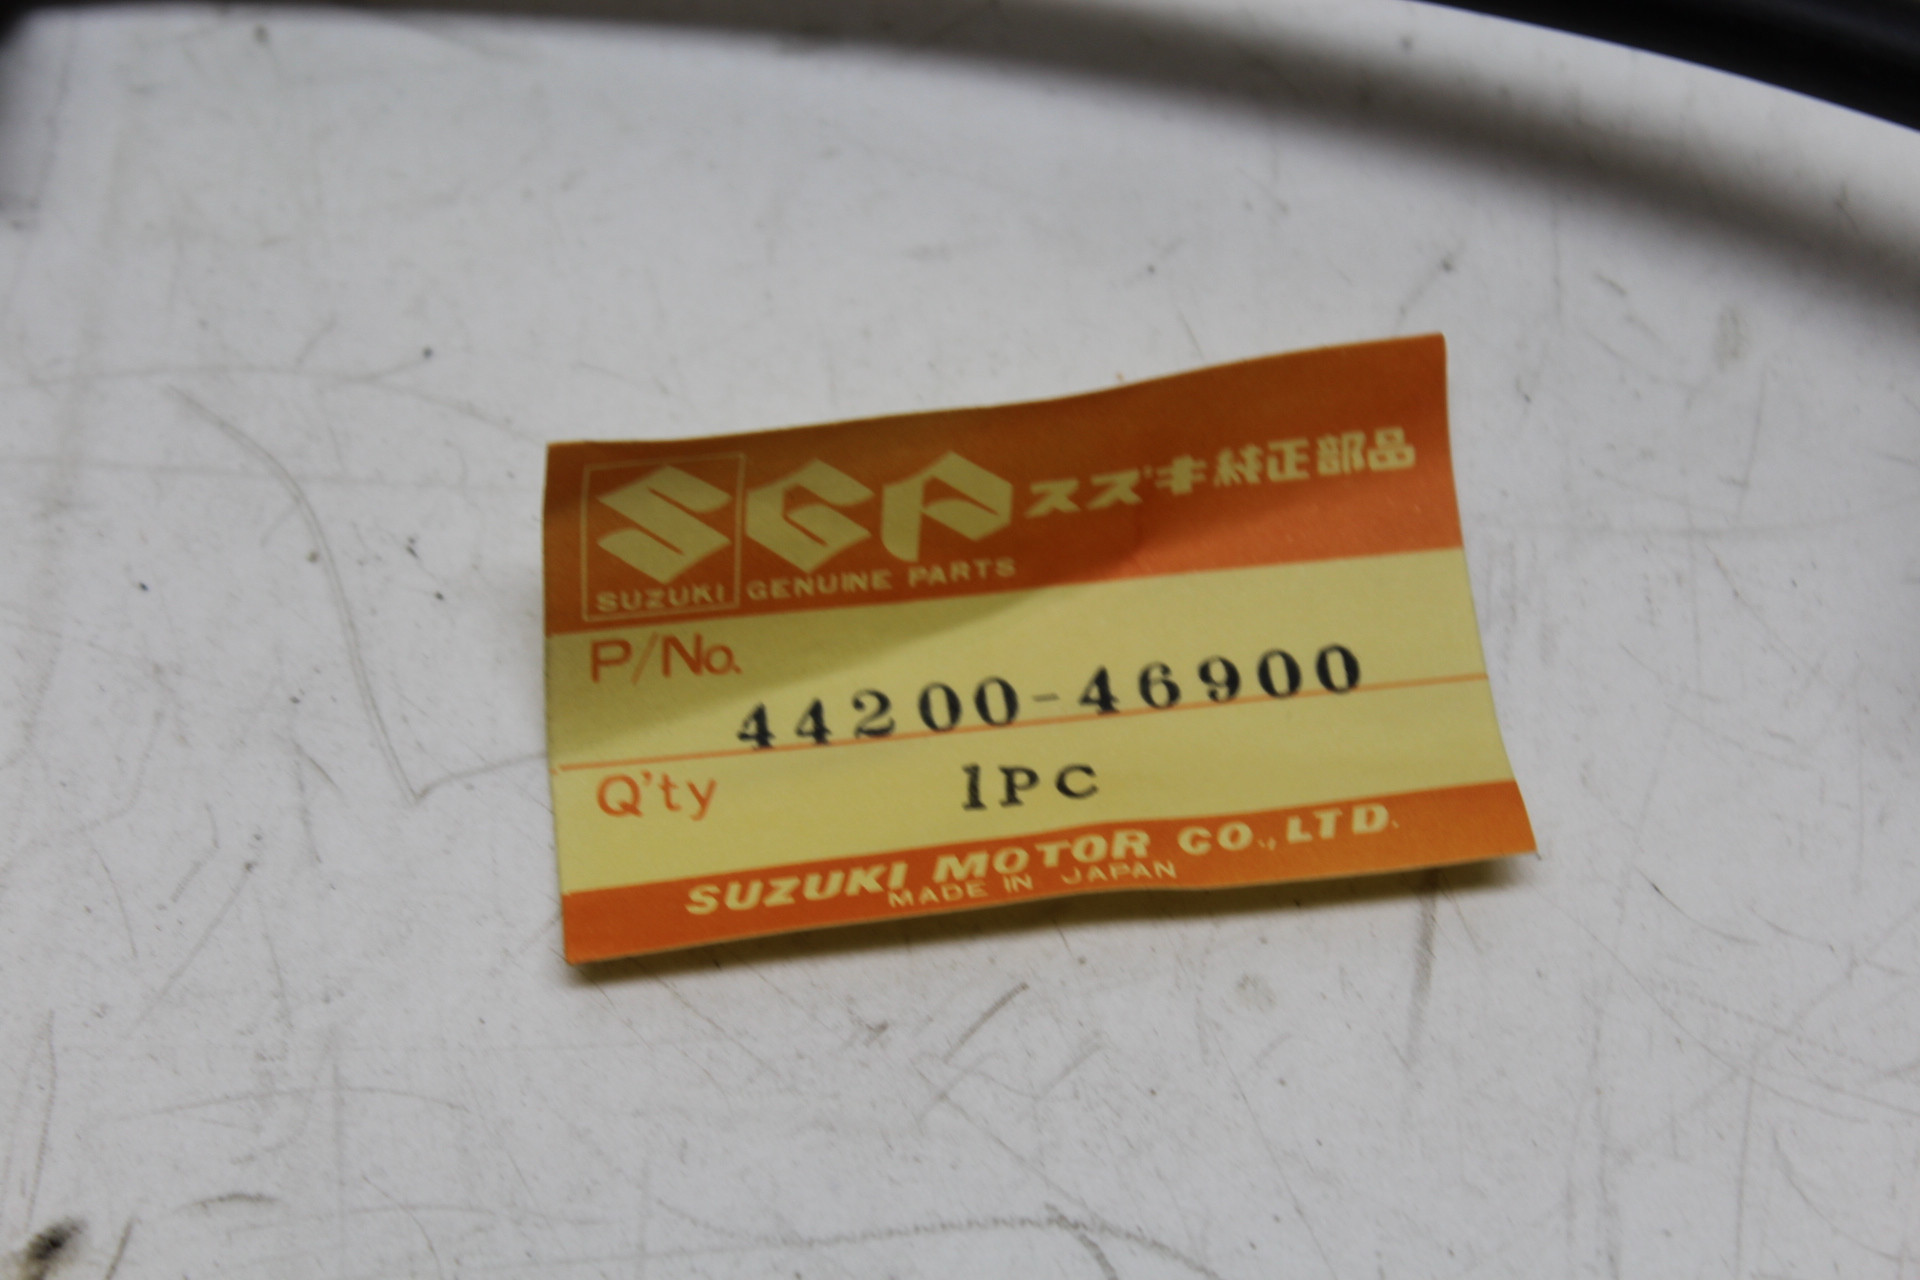 SGP スズキ純正部品
SUZUKI GENUINE PARTS
P/No.
44200-46900
Q'ty 1PC
SUZUKI MOTOR CO.,LTD.
MADE IN JAPAN